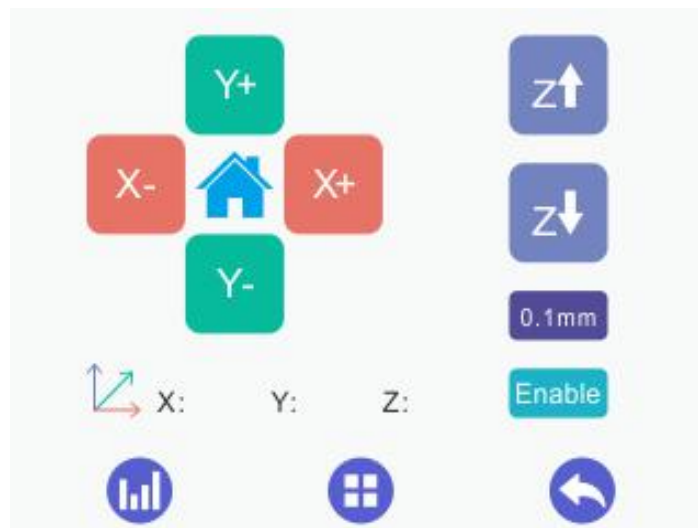 Y+
Z
X-
X+
Z
Y-
0.1mm
X: Y: Z:
Enable